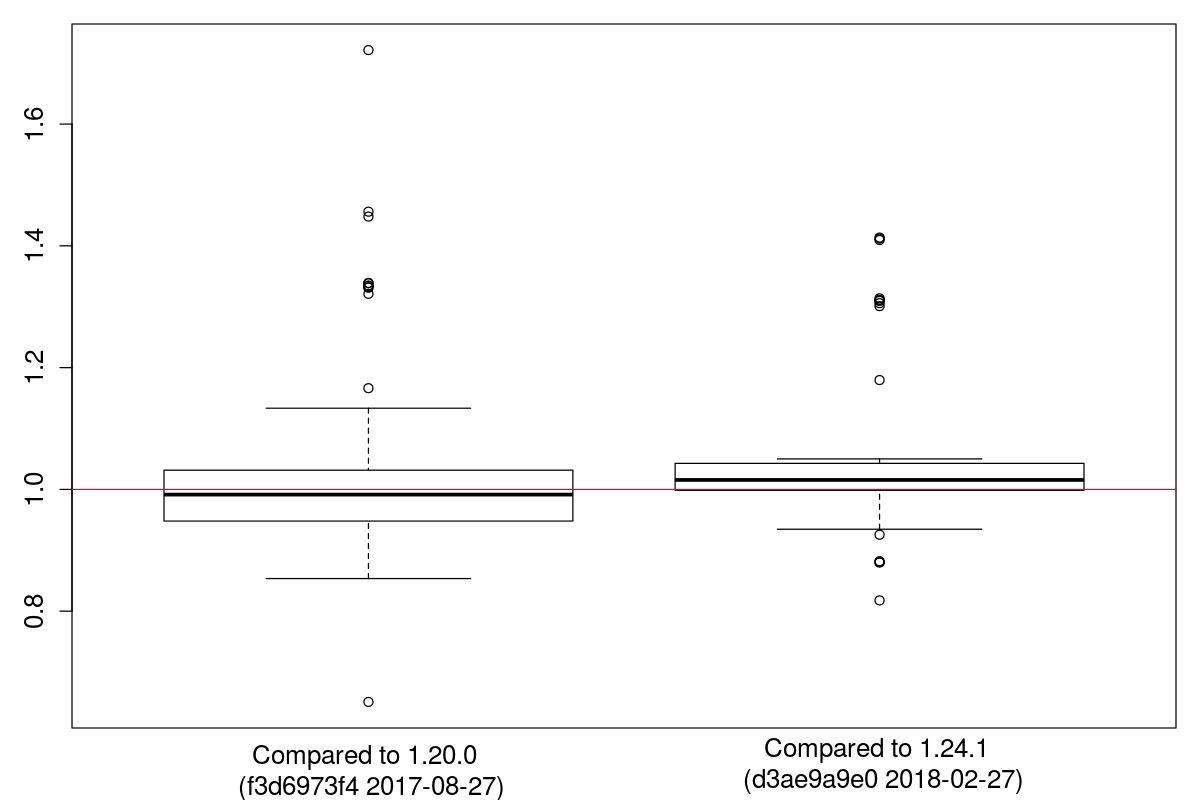 1.6
1.4
1.2
1.0
0.8
Compared to 1.20.0
(f3d6973f4 2017-08-27)
Compared to 1.24.1
(d3ae9a9e0 2018-02-27)